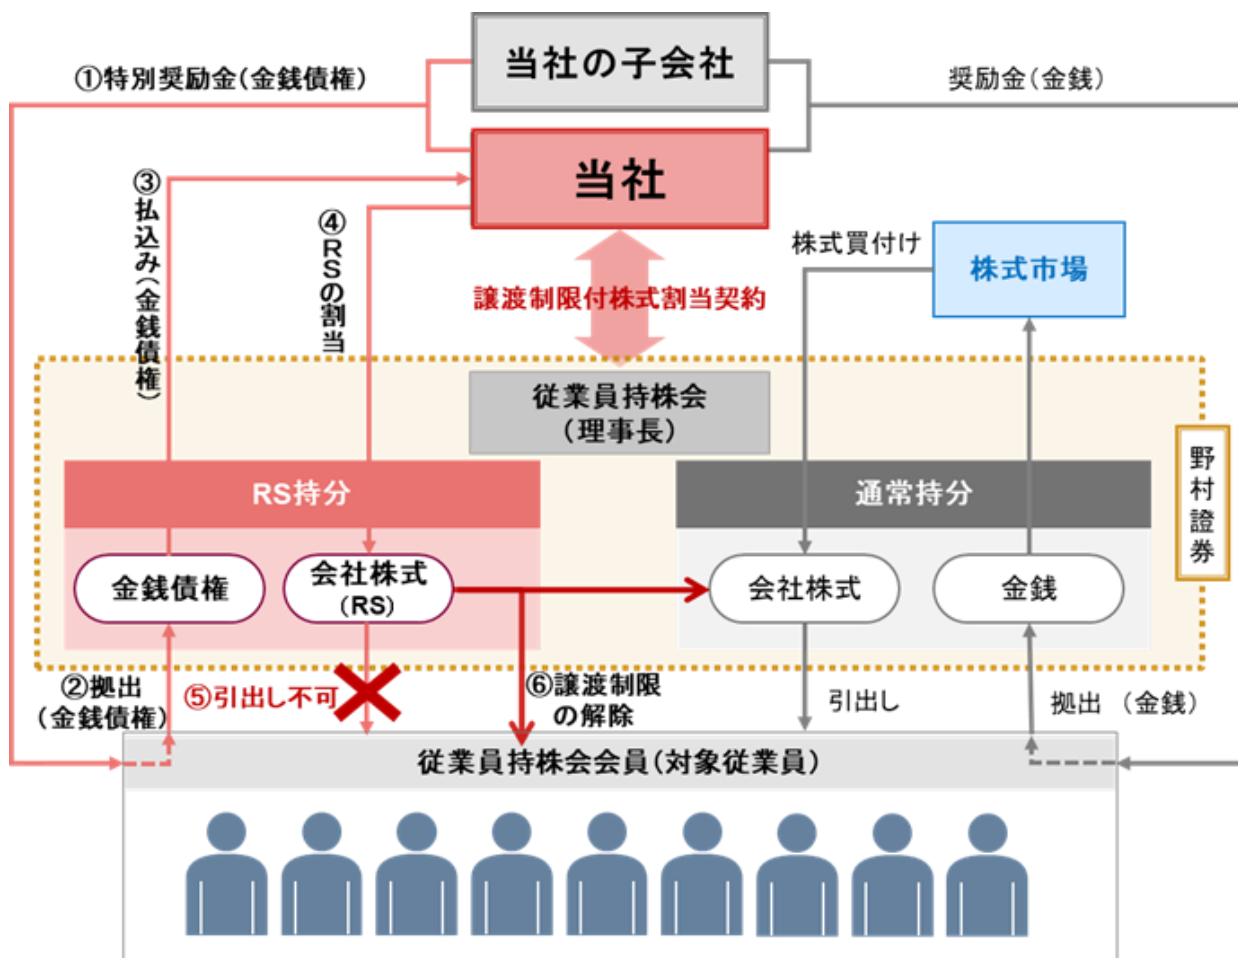 当社の子会社
①特別奨励金(金銭債権)
奨励金(金銭)
当社
③払込み(金銭債権)
④RSの割当
株式買付け
株式市場
譲渡制限付株式割当契約
従業員持株会
(理事長)
野村證券
RS持分
通常持分
金銭債権
会社株式
(RS)
会社株式
金銭
②拠出
(金銭債権)
⑤引出し不可
⑥譲渡制限
の解除
引出し
拠出 (金銭)
従業員持株会会員(対象従業員)